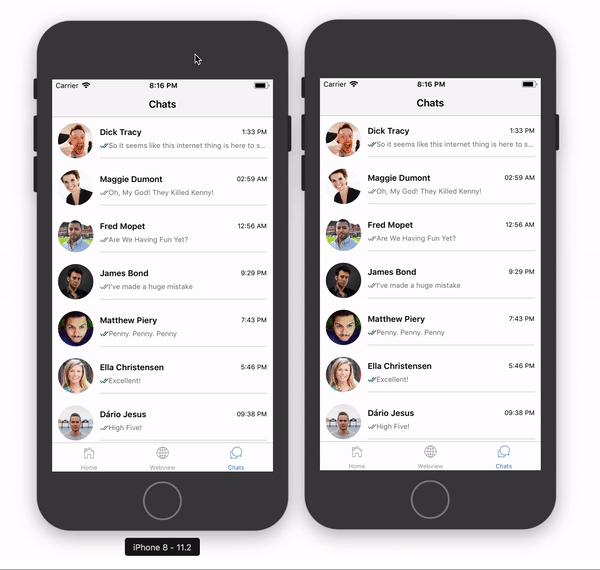 Carrier 8:16 PM
Chats
Dick Tracy 1:33 PM
So it seems like this internet thing is here to s...
Maggie Dumont 02:59 AM
Oh, My God! They Killed Kenny!
Fred Mopet 12:56 AM
Are We Having Fun Yet?
James Bond 9:29 PM
I've made a huge mistake
Matthew Piery 7:43 PM
Penny. Penny. Penny
Ella Christensen 5:46 PM
Excellent!
Dário Jesus 09:38 PM
High Five!
Home Webview Chats
iPhone 8 - 11.2
Carrier 8:16 PM
Chats
Dick Tracy 1:33 PM
So it seems like this internet thing is here to s...
Maggie Dumont 02:59 AM
Oh, My God! They Killed Kenny!
Fred Mopet 12:56 AM
Are We Having Fun Yet?
James Bond 9:29 PM
I've made a huge mistake
Matthew Piery 7:43 PM
Penny. Penny. Penny
Ella Christensen 5:46 PM
Excellent!
Dário Jesus 09:38 PM
High Five!
Home Webview Chats